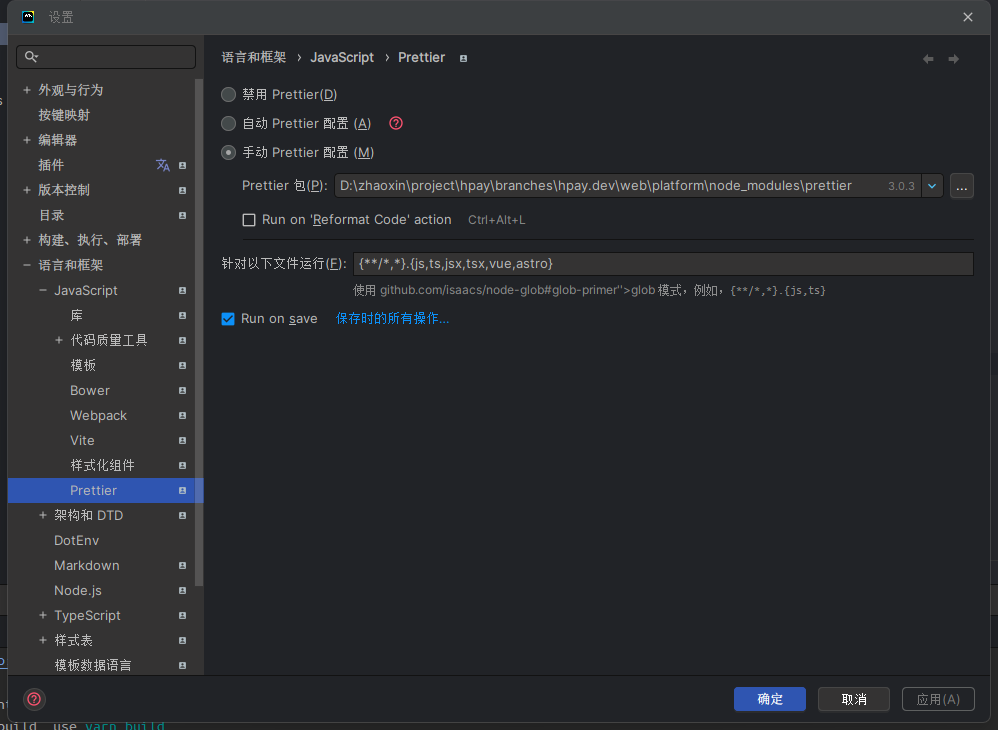 设置
语言和框架 › JavaScript › Prettier
外观与行为
按键映射
编辑器
插件
版本控制
目录
构建、执行、部署
语言和框架
JavaScript
库
代码质量工具
模板
Bower
Webpack
Vite
样式化组件
Prettier
架构和 DTD
DotEnv
Markdown
Node.js
TypeScript
样式表
模板数据语言
禁用 Prettier(D)
自动 Prettier 配置 (A)
手动 Prettier 配置 (M)
Prettier 包(P): D:\zhaoxin\project\hpay\branches\hpay.dev\web\platform\node_modules\prettier 3.0.3 ...
Run on 'Reformat Code' action Ctrl+Alt+L
针对以下文件运行(F): {**/*,*}.{js,ts,jsx,tsx,vue,astro}
使用 github.com/isaacs/node-glob#glob-primer">glob 模式，例如，{**/*,*}.{js,ts}
Run on save 保存时的所有操作...
确定 取消 应用(A)
build, use yarn build